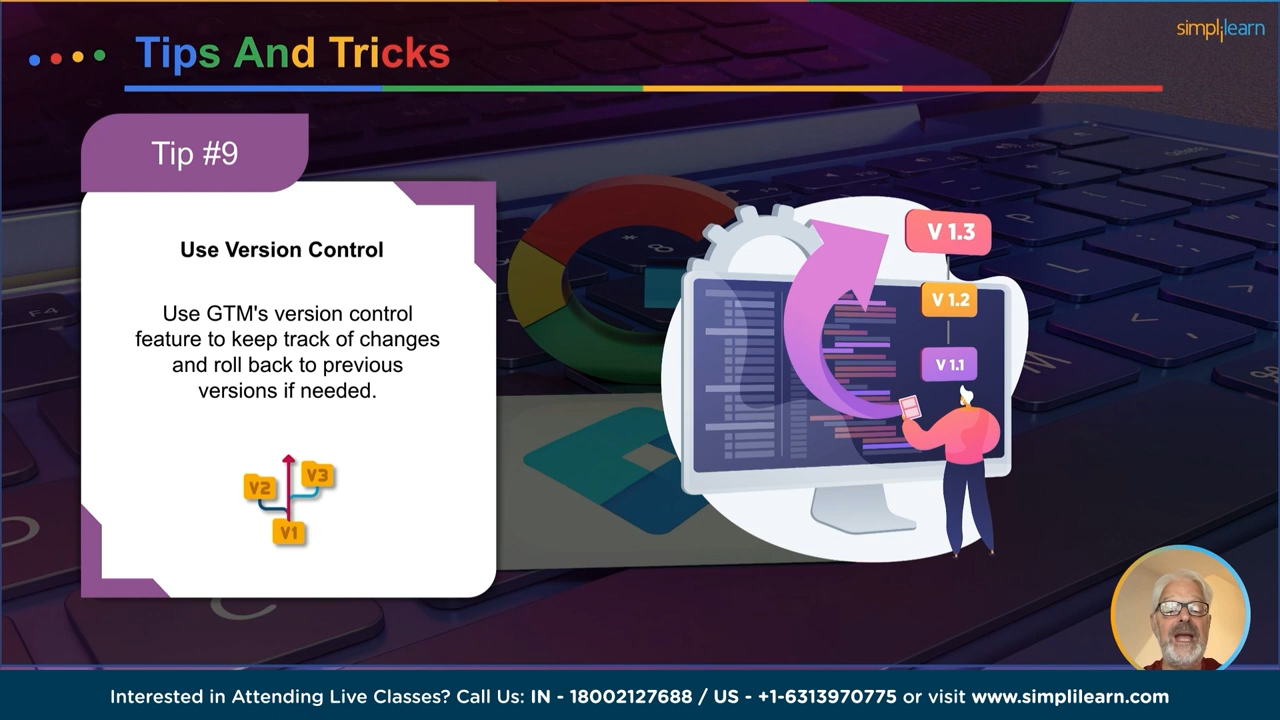 simplilearn
Tips And Tricks
Tip #9
Use Version Control
Use GTM's version control
feature to keep track of changes
and roll back to previous
versions if needed.
V2
V3
V1
V 1.3
V 1.2
V 1.1
Interested in Attending Live Classes? Call Us: IN - 18002127688 / US - +1-6313970775 or visit www.simplilearn.com